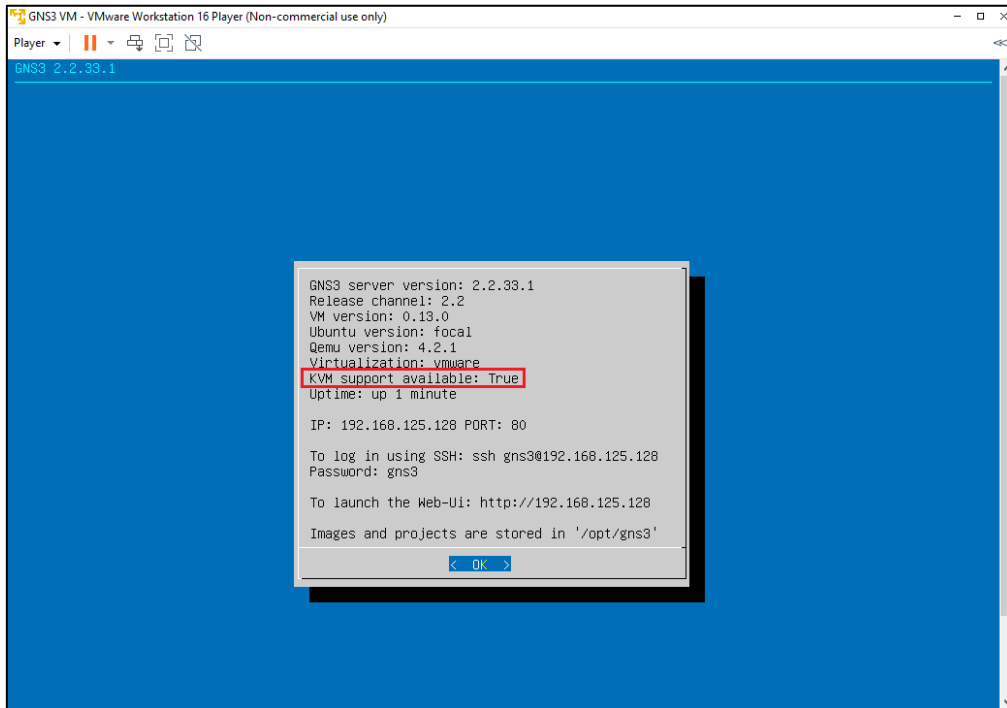 GNS3 VM - VMware Workstation 16 Player (Non-commercial use only)
Player
GNS3 2.2.33.1
GNS3 server version: 2.2.33.1
Release channel: 2.2
VM version: 0.13.0
Ubuntu version: focal
Qemu version: 4.2.1
Virtualization: vmware
KVM support available: True
Uptime: up 1 minute
IP: 192.168.125.128 PORT: 80
To log in using SSH: ssh gns3@192.168.125.128
Password: gns3
To launch the Web-Ui: http://192.168.125.128
Images and projects are stored in '/opt/gns3'
< OK >